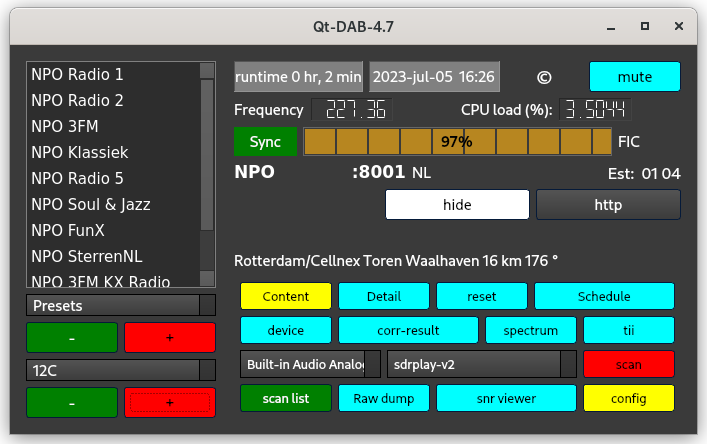 Qt-DAB-4.7
NPO Radio 1
NPO Radio 2
NPO 3FM
NPO Klassiek
NPO Radio 5
NPO Soul & Jazz
NPO FunX
NPO SterrenNL
NPO 3FM KX Radio
Presets
- +
12C
- +
runtime 0 hr, 2 min 2023-jul-05 16:26 © mute
Frequency 227.36 CPU load (%): 3.5044
Sync 97% FIC
NPO :8001 NL Est: 01 04
hide http
Rotterdam/Cellnex Toren Waalhaven 16 km 176 °
Content Detail reset Schedule
device corr-result spectrum tii
Built-in Audio Analog sdrplay-v2 scan
scan list Raw dump snr viewer config